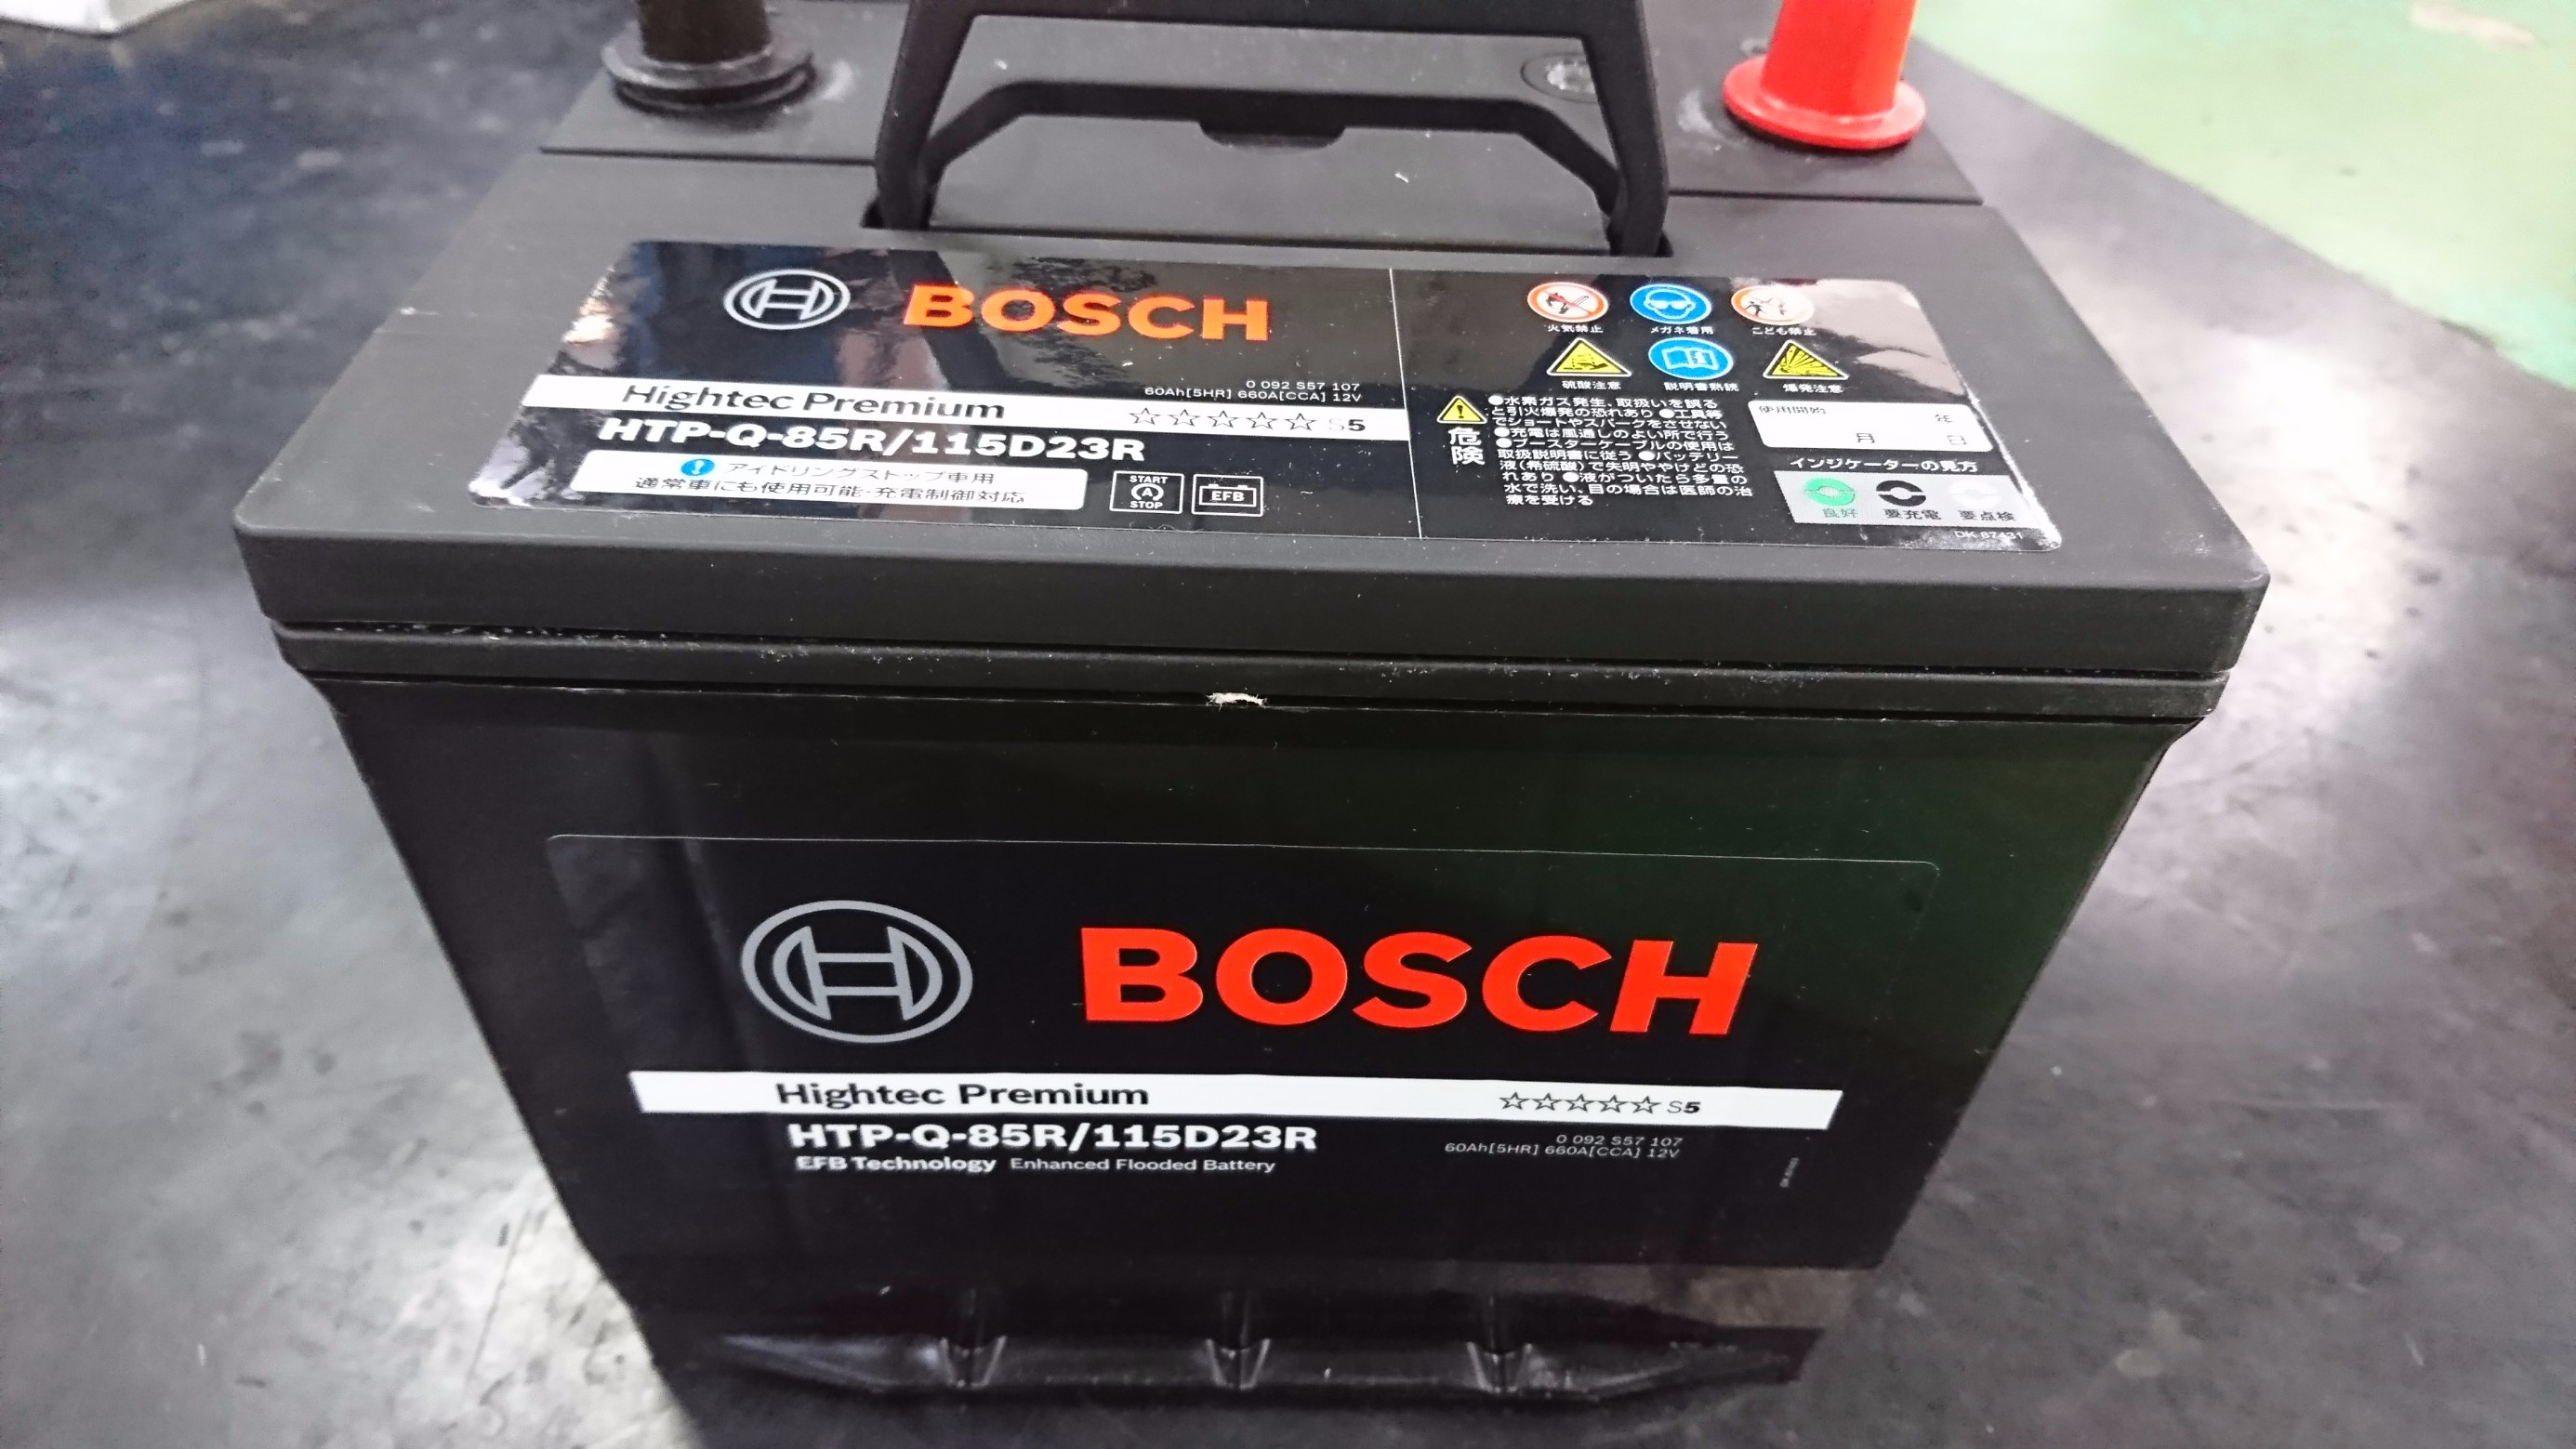 BOSCH
0 092 S57 107
60Ah[5HR] 660A[CCA] 12V
Hightec Premium
☆☆☆☆☆ S5
HTP-Q-85R/115D23R
アイドリングストップ車用
通常車にも使用可能・充電制御対応
START
A
STOP
EFB
火気禁止
メガネ着用
こども禁止
硫酸注意
説明書熟読
爆発注意
危険
●水素ガス発生、取扱いを誤る
と引火爆発の恐れあり ●工具等
でショートやスパークをさせない
●充電は風通しのよい所で行う
●ブースターケーブルの使用は
取扱説明書に従う ●バッテリー
液(希硫酸)で失明ややけどの恐
れあり ●液がついたら多量の
水で洗い、目の場合は医師の治
療を受ける
使用開始
年
月 日
インジケーターの見方
良好 要充電 要点検
DK 87431
BOSCH
Hightec Premium
☆☆☆☆☆ S5
HTP-Q-85R/115D23R
0 092 S57 107
60Ah[5HR] 660A[CCA] 12V
EFB Technology Enhanced Flooded Battery